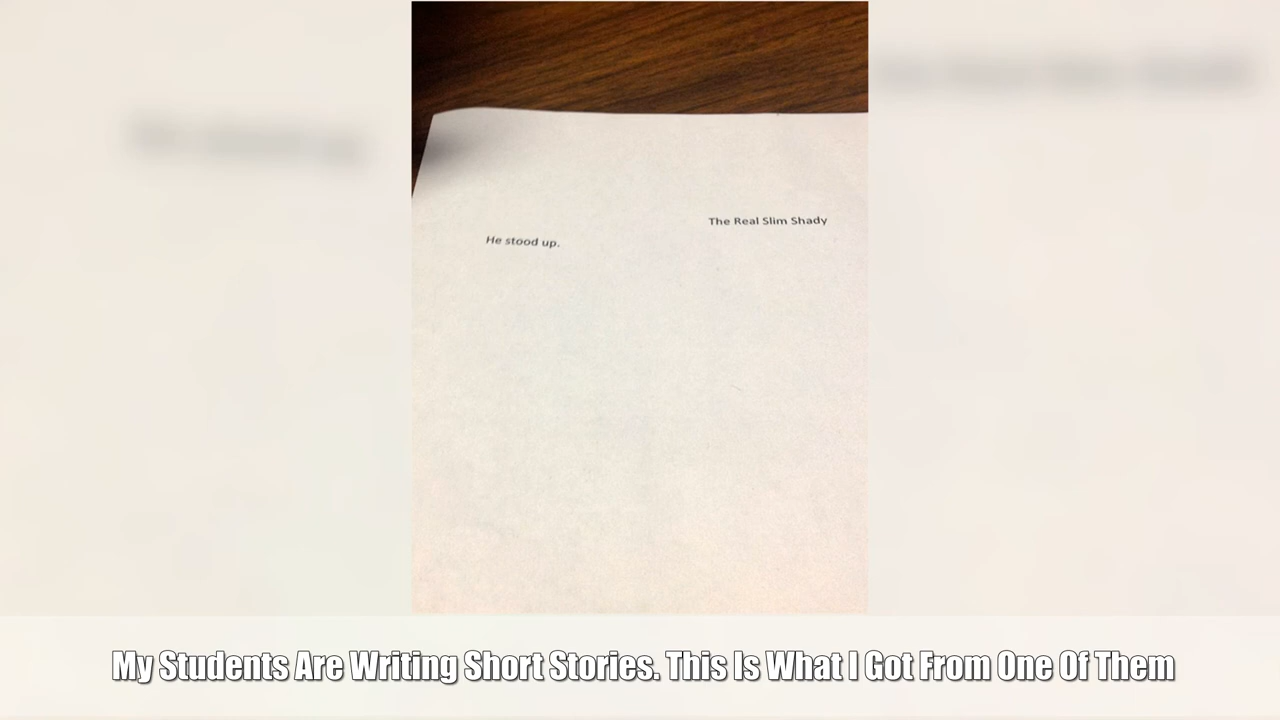 The Real Slim Shady
He stood up.
My Students Are Writing Short Stories. This Is What I Got From One Of Them